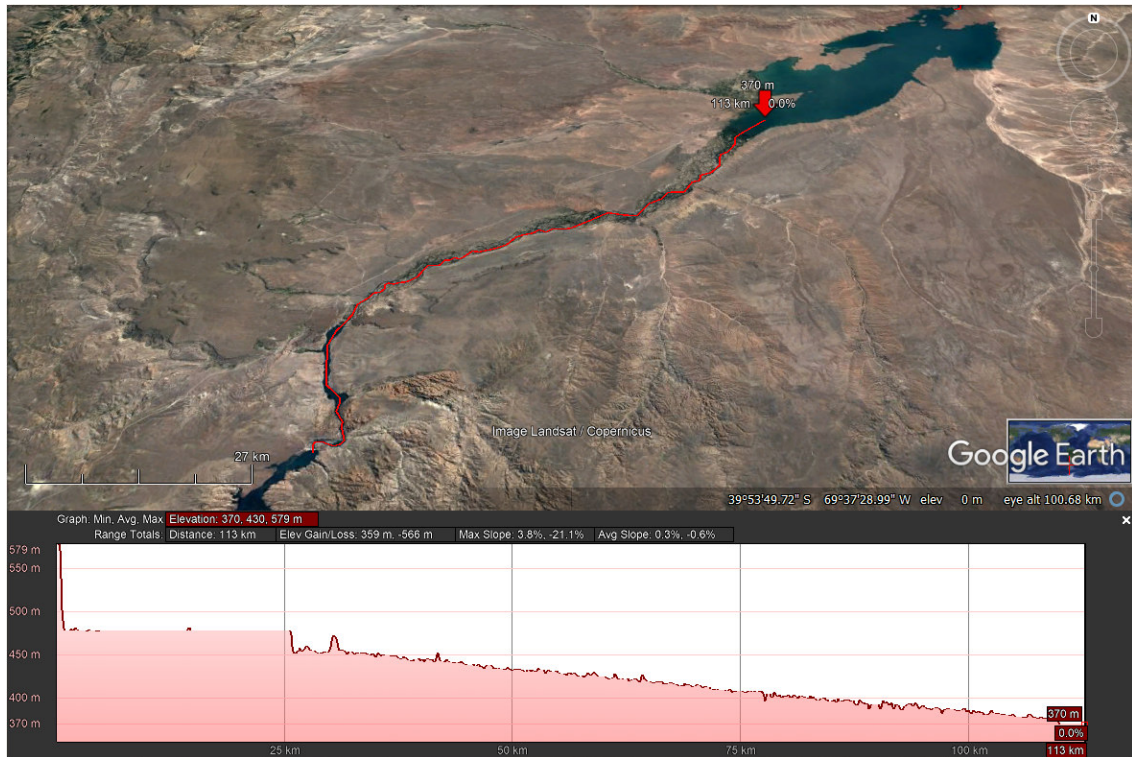 N
370 m
113 km 0.0%
Image Landsat / Copernicus
27 km
Google Earth
39°53'49.72" S 69°37'28.99" W elev 0 m eye alt 100.68 km
Graph: Min, Avg, Max Elevation: 370, 430, 579 m
Range Totals: Distance: 113 km Elev Gain/Loss: 359 m, -566 m Max Slope: 3.8%, -21.1% Avg Slope: 0.3%, -0.6%
579 m
550 m
500 m
450 m
400 m
370 m
370 m
0.0%
25 km 50 km 75 km 100 km 113 km